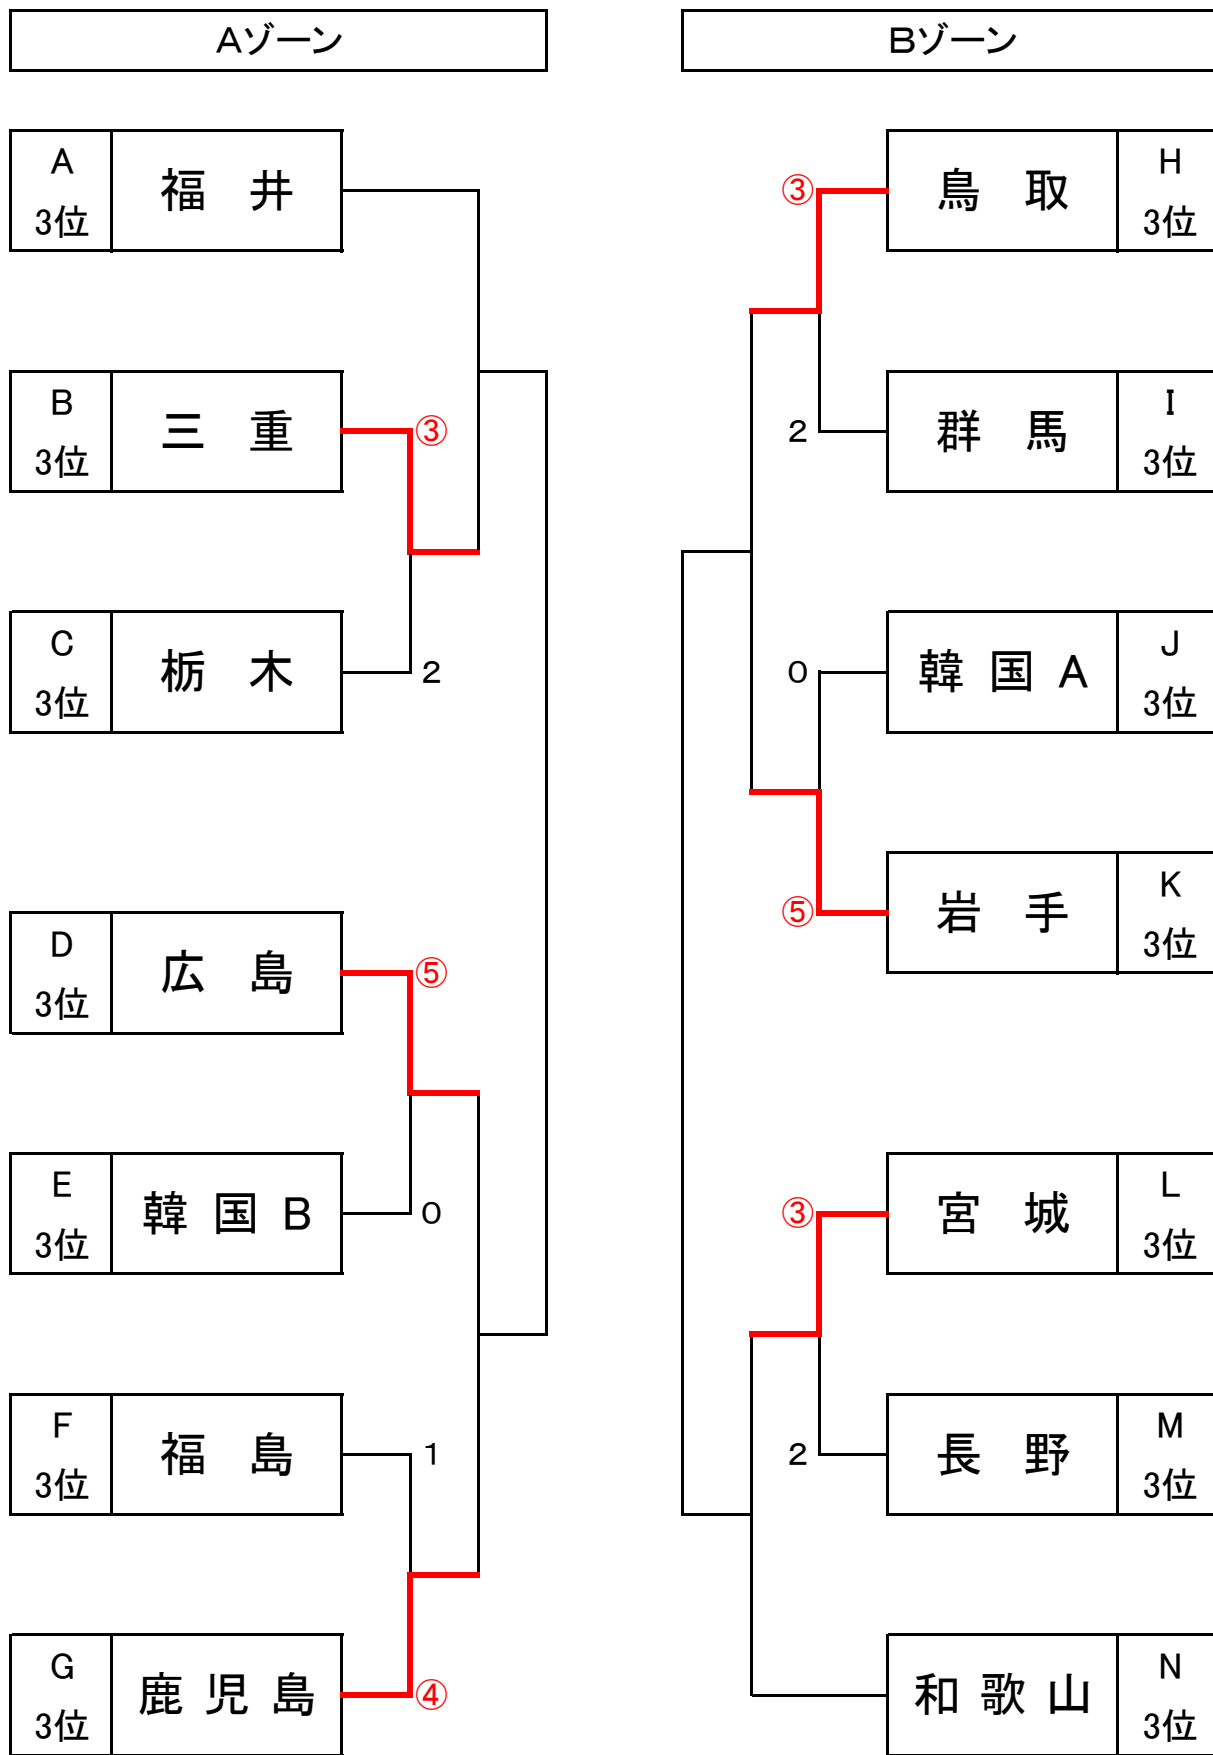 Aゾーン
A
3位
福井
B
3位
三重
③
C
3位
栃木
2
D
3位
広島
⑤
E
3位
韓国B
0
F
3位
福島
1
G
3位
鹿児島
④
Bゾーン
③
鳥取
H
3位
2
群馬
I
3位
0
韓国A
J
3位
⑤
岩手
K
3位
③
宮城
L
3位
2
長野
M
3位
和歌山
N
3位